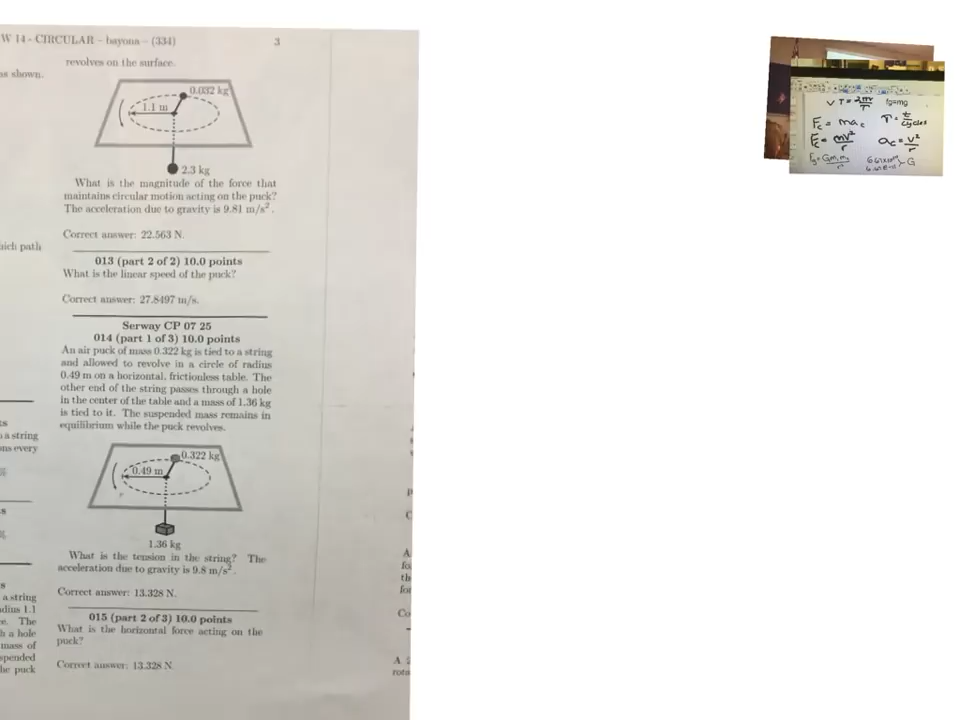 W 14 - CIRCULAR – bayona – (334)
3
as shown.
hich path
a string
ons every
a string
dius 1.1
e. The
h a hole
mass of
spended
he puck
revolves on the surface.
0.032 kg
1.1 m
2.3 kg
What is the magnitude of the force that
maintains circular motion acting on the puck?
The acceleration due to gravity is 9.81 m/s².
Correct answer: 22.563 N.
013 (part 2 of 2) 10.0 points
What is the linear speed of the puck?
Correct answer: 27.8497 m/s.
Serway CP 07 25
014 (part 1 of 3) 10.0 points
An air puck of mass 0.322 kg is tied to a string
and allowed to revolve in a circle of radius
0.49 m on a horizontal, frictionless table. The
other end of the string passes through a hole
in the center of the table and a mass of 1.36 kg
is tied to it. The suspended mass remains in
equilibrium while the puck revolves.
0.322 kg
0.49 m
1.36 kg
What is the tension in the string? The
acceleration due to gravity is 9.8 m/s².
Correct answer: 13.328 N.
015 (part 2 of 3) 10.0 points
What is the horizontal force acting on the
puck?
Correct answer: 13.328 N.
A
fo
th
for
Co
A 2
rota
fg=mg
Fc = mac
T = t/cycles
Fc = mv²/r
ac = v²/r